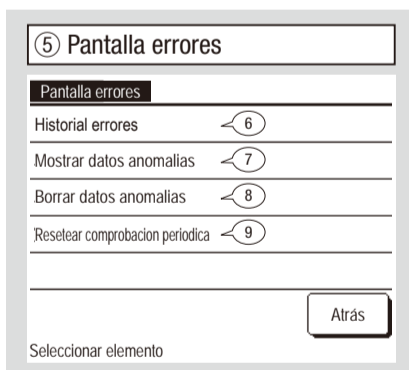 ⑤ Pantalla errores
Pantalla errores
Historial errores 6
Mostrar datos anomalias 7
Borrar datos anomalias 8
Resetear comprobacion periodica 9
Atrás
Seleccionar elemento